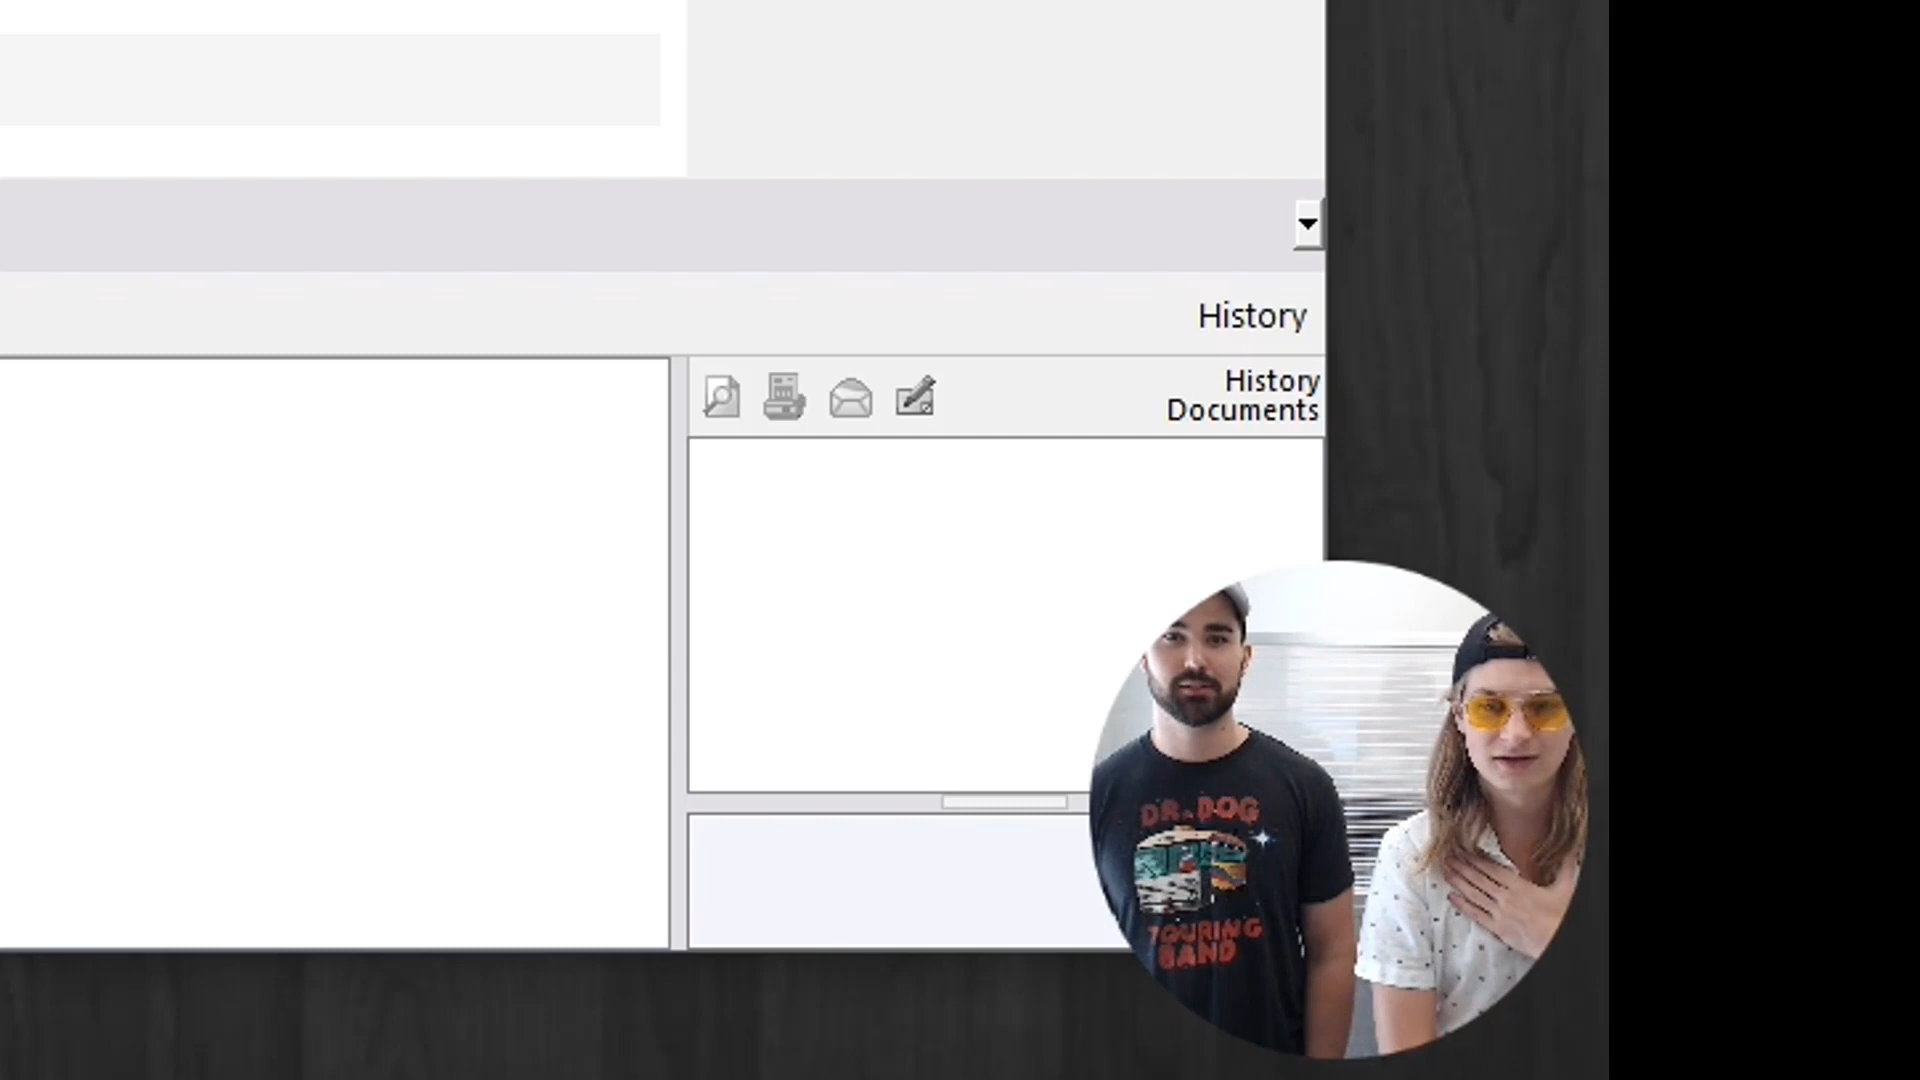 History
History
Documents
DR. DOG
TOURING
BAND